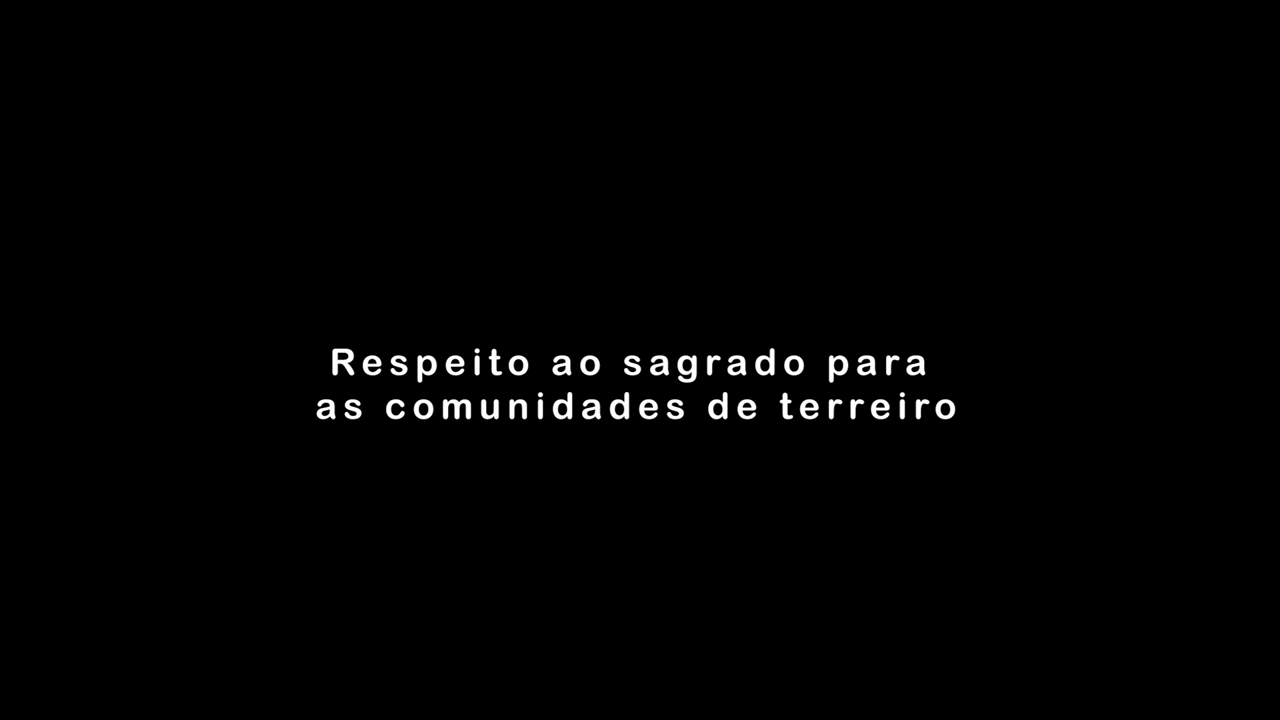 Respeito ao sagrado para
as comunidades de terreiro